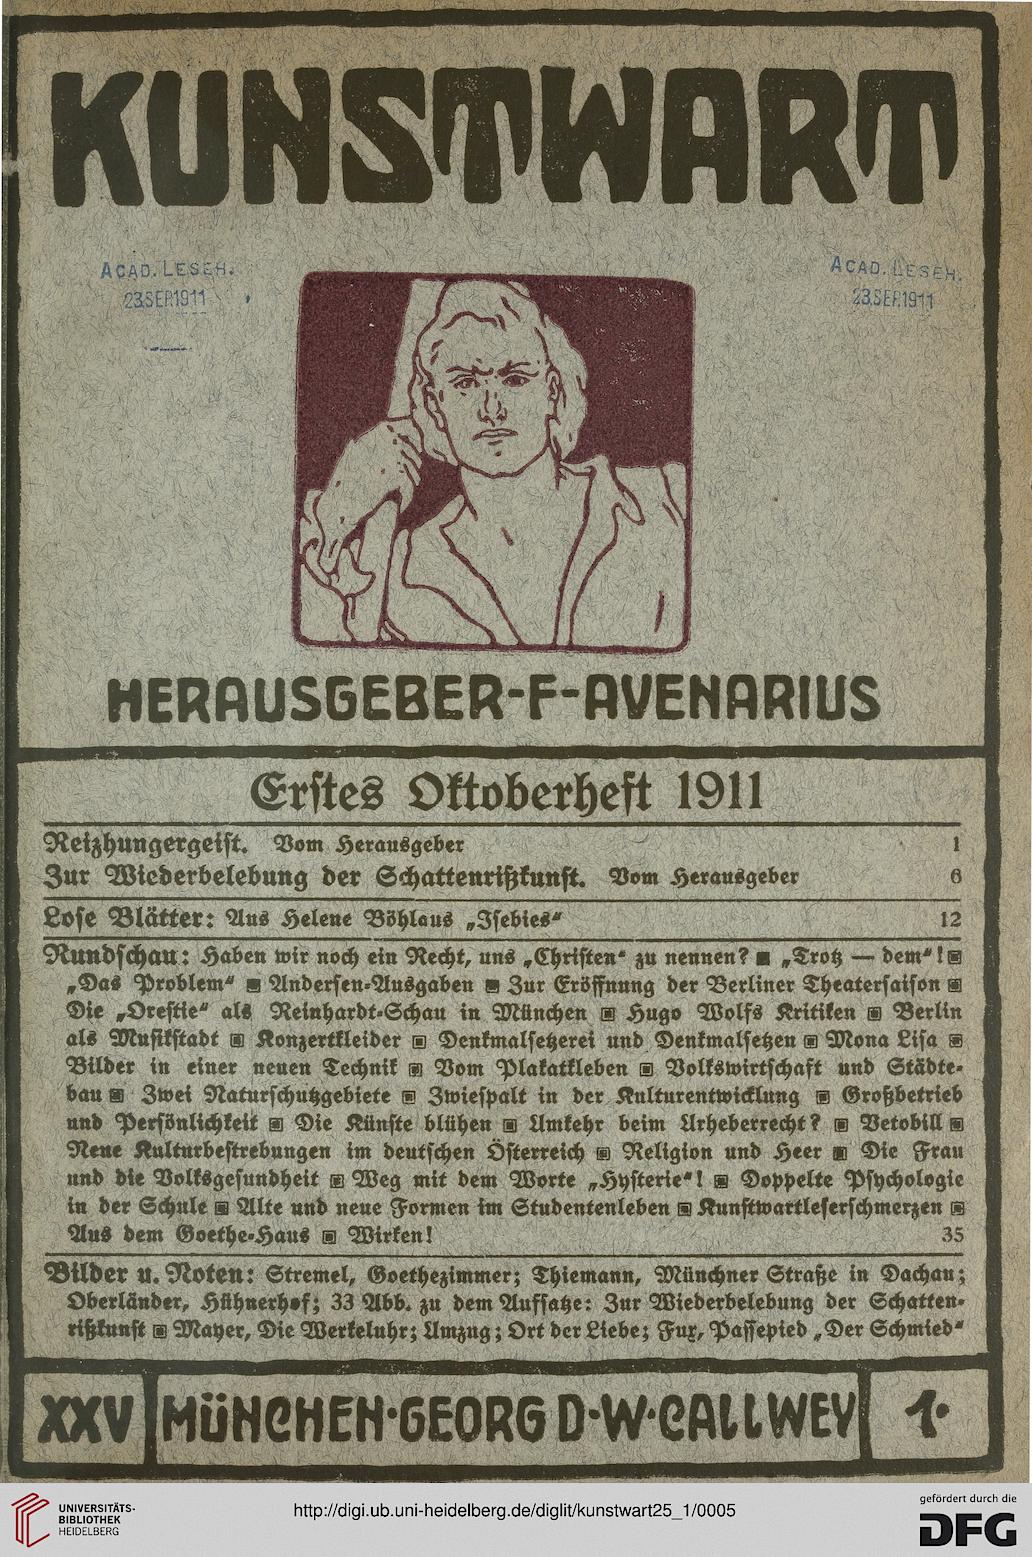 KUNSTWART
ACAD. LESEH.
23.SEP.1911
ACAD. LESEH.
23.SEP.1911
HERAUSGEBER-F-AVENARIUS
Erstes Oktoberheft 1911
Reizhungergeist. Vom Herausgeber 1
Zur Wiederbelebung der Schattenrißkunst. Vom Herausgeber 6
Lose Blätter: Aus Helene Böhlaus „Isebies“ 12
Rundschau: Haben wir noch ein Recht, uns „Christen“ zu nennen? ▣ „Trotz — dem“! ▣
„Das Problem“ ▣ Andersen-Ausgaben ▣ Zur Eröffnung der Berliner Theatersaison ▣
Die „Orestie“ als Reinhardt-Schau in München ▣ Hugo Wolfs Kritiken ▣ Berlin
als Musikstadt ▣ Konzertkleider ▣ Denkmalsetzerei und Denkmalsetzen ▣ Mona Lisa ▣
Bilder in einer neuen Technik ▣ Vom Plakatkleben ▣ Volkswirtschaft und Städte-
bau ▣ Zwei Naturschutzgebiete ▣ Zwiespalt in der Kulturentwicklung ▣ Großbetrieb
und Persönlichkeit ▣ Die Künste blühen ▣ Umkehr beim Urheberrecht? ▣ Vetobill ▣
Neue Kulturbestrebungen im deutschen Österreich ▣ Religion und Heer ▣ Die Frau
und die Volksgesundheit ▣ Weg mit dem Worte „Hysterie“! ▣ Doppelte Psychologie
in der Schule ▣ Alte und neue Formen im Studentenleben ▣ Kunstwartleserschmerzen ▣
Aus dem Goethe-Haus ▣ Wirken! 35
Bilder u. Noten: Stremel, Goethezimmer; Thiemann, Münchner Straße in Dachau;
Oberländer, Hühnerhof; 33 Abb. zu dem Aufsatze: Zur Wiederbelebung der Schatten-
rißkunst ▣ Mayer, Die Werkeluhr; Umzug; Ort der Liebe; Fux, Passepied „Der Schmied“
XXV MÜNCHEN·GEORG D·W·CALLWEY 1·
UNIVERSITÄTS-
BIBLIOTHEK
HEIDELBERG
http://digi.ub.uni-heidelberg.de/diglit/kunstwart25_1/0005
gefördert durch die
DFG